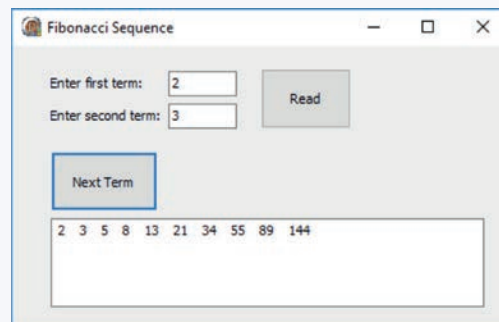 Fibonacci Sequence
Enter first term: 2
Enter second term: 3
Read
Next Term
2 3 5 8 13 21 34 55 89 144